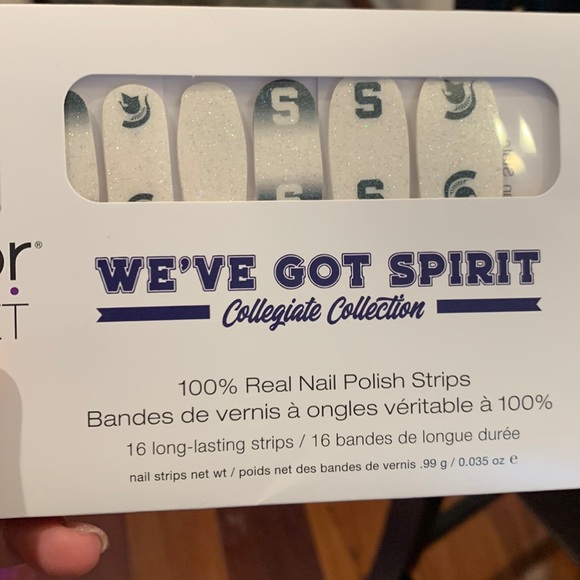 S S
S S
or®
WE'VE GOT SPIRIT
Collegiate Collection
100% Real Nail Polish Strips
Bandes de vernis à ongles véritable à 100%
16 long-lasting strips / 16 bandes de longue durée
nail strips net wt / poids net des bandes de vernis .99 g / 0.035 oz e